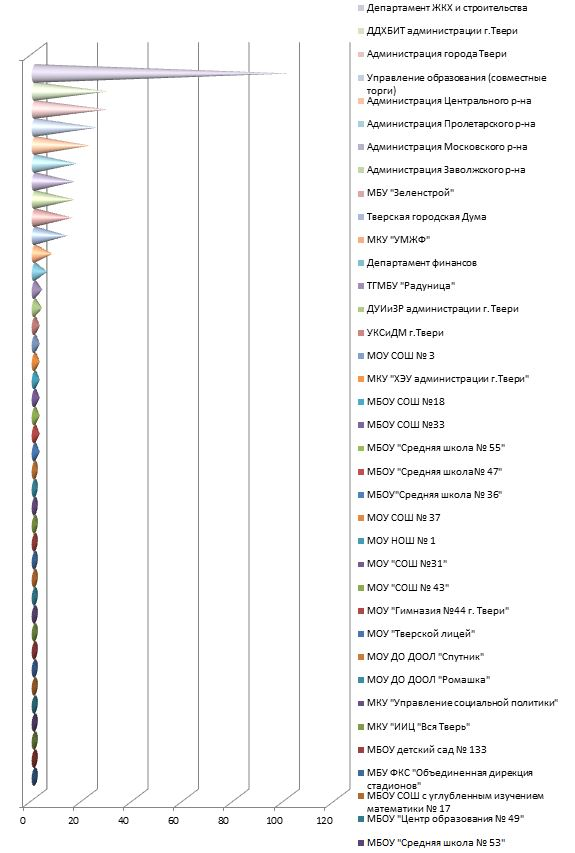 Департамент ЖКХ и строительства
ДДХБИТ администрации г.Твери
Администрация города Твери
Управление образования (совместные
торги)
Администрация Центрального р-на
Администрация Пролетарского р-на
Администрация Московского р-на
Администрация Заволжского р-на
МБУ "Зеленстрой"
Тверская городская Дума
МКУ "УМЖФ"
Департамент финансов
ТГМБУ "Радуница"
ДУИиЗР администрации г. Твери
УКСиДМ г.Твери
МОУ СОШ № 3
МКУ "ХЭУ администрации г.Твери"
МБОУ СОШ №18
МБОУ СОШ №33
МБОУ "Средняя школа № 55"
МБОУ "Средняя школа№ 47"
МБОУ"Средняя школа № 36"
МОУ СОШ № 37
МОУ НОШ № 1
МОУ "СОШ №31"
МОУ "СОШ № 43"
МОУ "Гимназия №44 г. Твери"
МОУ "Тверской лицей"
МОУ ДО ДООЛ "Спутник"
МОУ ДО ДООЛ "Ромашка"
МКУ "Управление социальной политики"
МКУ "ИИЦ "Вся Тверь"
МБОУ детский сад № 133
МБУ ФКС "Объединенная дирекция
стадионов"
МБОУ СОШ с углубленным изучением
математики № 17
МБОУ "Центр образования № 49"
МБОУ "Средняя школа № 53"
0 20 40 60 80 100 120